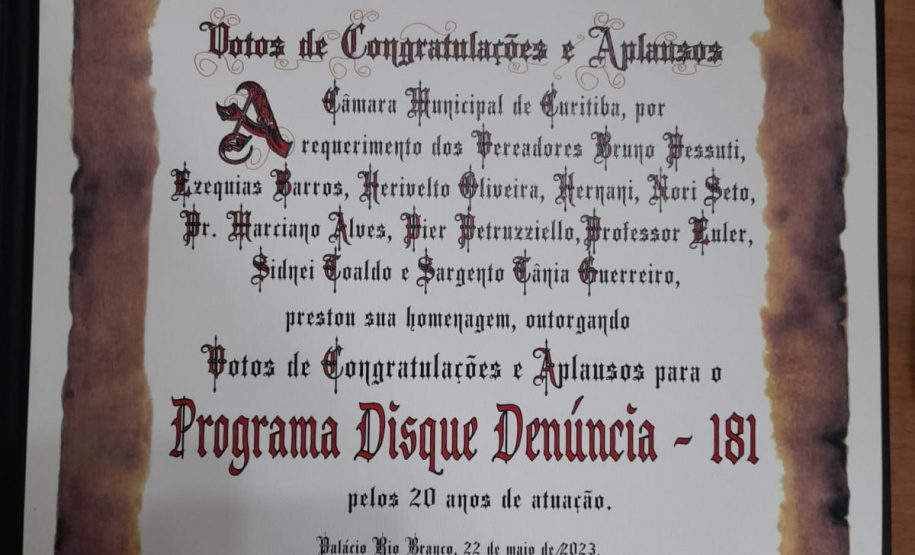 Votos de Congratulações e Aplausos
A Câmara Municipal de Curitiba, por
requerimento dos Vereadores Bruno Pessuti,
Ezequias Barros, Herivelto Oliveira, Hernani, Nori Seto,
Pr. Marciano Alves, Pier Petruzziello, Professor Euler,
Sidnei Toaldo e Sargento Tânia Guerreiro,
prestou sua homenagem, outorgando
Votos de Congratulações e Aplausos para o
Programa Disque Denúncia - 181
pelos 20 anos de atuação.
Palácio Rio Branco, 22 de maio de 2023.